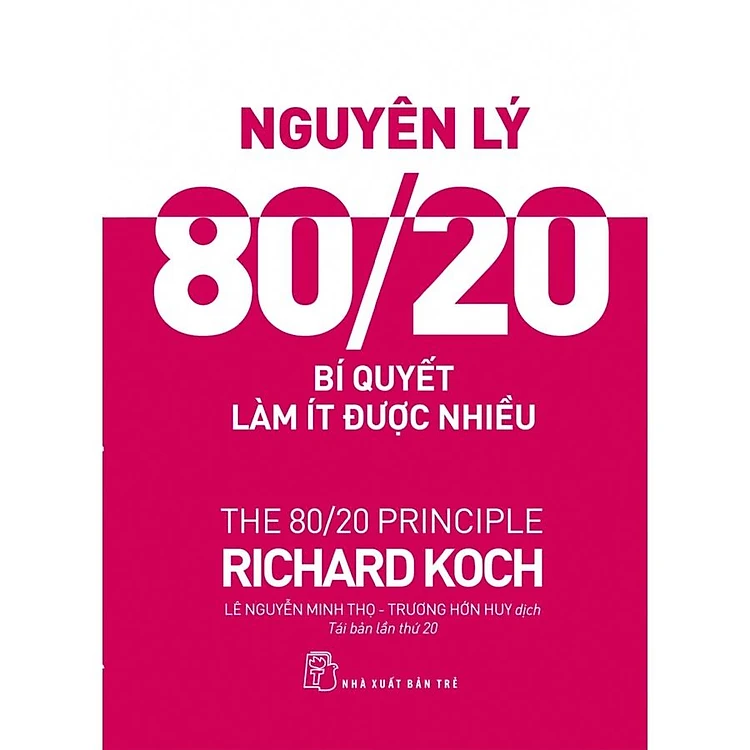 NGUYÊN LÝ
80/20
BÍ QUYẾT
LÀM ÍT ĐƯỢC NHIỀU
THE 80/20 PRINCIPLE
RICHARD KOCH
LÊ NGUYỄN MINH THỌ - TRƯƠNG HỚN HUY dịch
Tái bản lần thứ 20
T
NHÀ XUẤT BẢN TRẺ